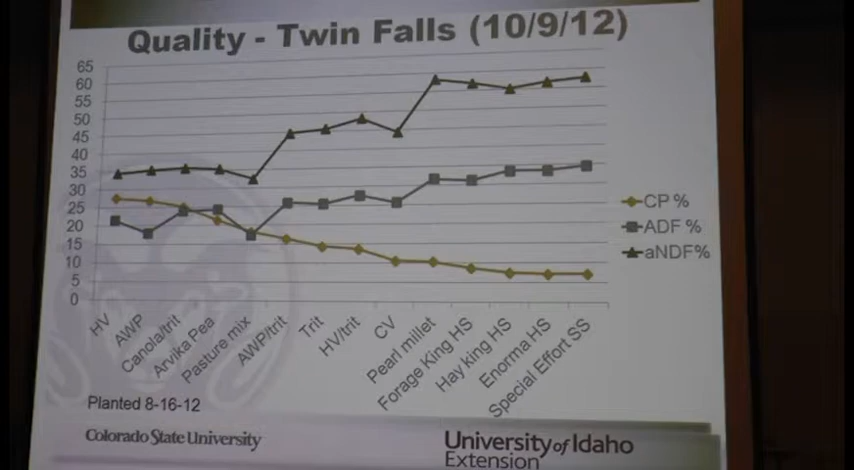 Quality - Twin Falls (10/9/12)
65
60
55
50
45
40
35
30
25
20
15
10
5
0
CP %
ADF %
aNDF%
HV
AWP
Canola/trit
Arvika Pea
Pasture mix
AWP/trit
Trit
HV/trit
CV
Pearl millet
Forage King HS
Hay king HS
Enorma HS
Special Effort SS
Planted 8-16-12
Colorado State University
University of Idaho
Extension